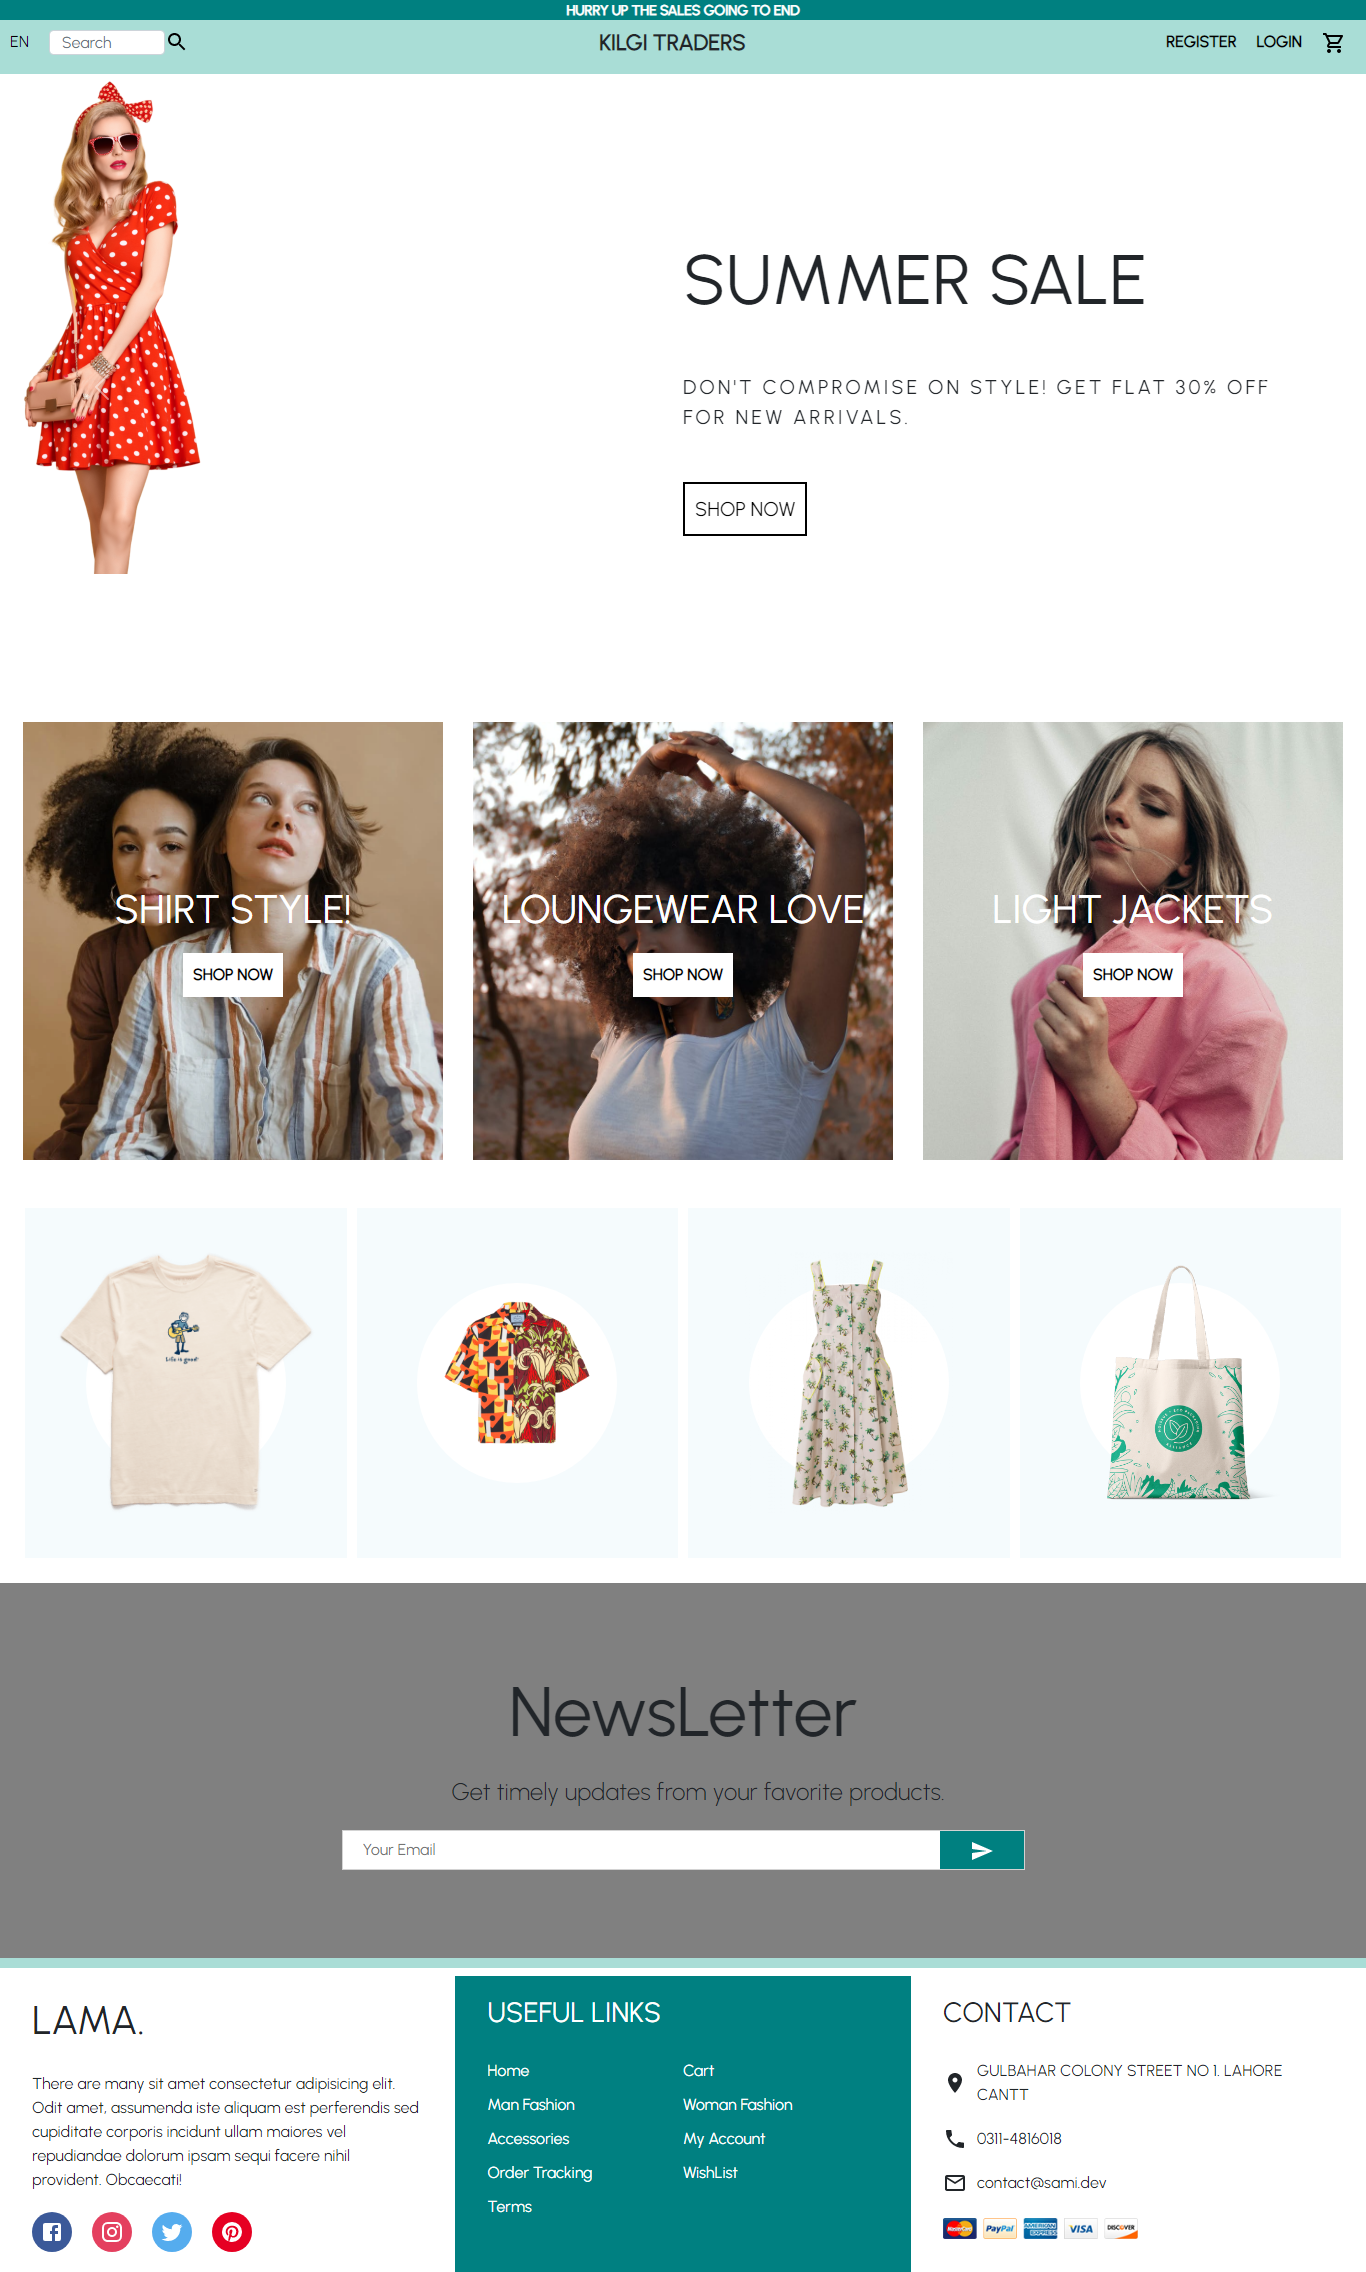 HURRY UP THE SALES GOING TO END
EN
Search
KILGI TRADERS
REGISTER
LOGIN
SUMMER SALE
DON'T COMPROMISE ON STYLE! GET FLAT 30% OFF
FOR NEW ARRIVALS.
SHOP NOW
SHIRT STYLE!
SHOP NOW
LOUNGEWEAR LOVE
SHOP NOW
LIGHT JACKETS
SHOP NOW
Life is good!
NewsLetter
Get timely updates from your favorite products.
Your Email
LAMA.
There are many sit amet consectetur adipisicing elit.
Odit amet, assumenda iste aliquam est perferendis sed
cupiditate corporis incidunt ullam maiores vel
repudiandae dolorum ipsam sequi facere nihil
provident. Obcaecati!
USEFUL LINKS
Home
Cart
Man Fashion
Woman Fashion
Accessories
My Account
Order Tracking
WishList
Terms
CONTACT
GULBAHAR COLONY STREET NO 1. LAHORE
CANTT
0311-4816018
contact@sami.dev
MasterCard
PayPal
AMERICAN EXPRESS
VISA
DISCOVER